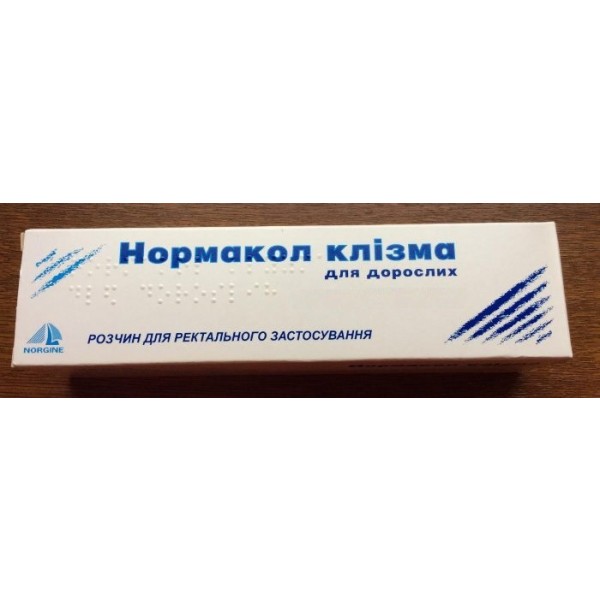 Нормакол клізма
для дорослих
РОЗЧИН ДЛЯ РЕКТАЛЬНОГО ЗАСТОСУВАННЯ
NORGINE